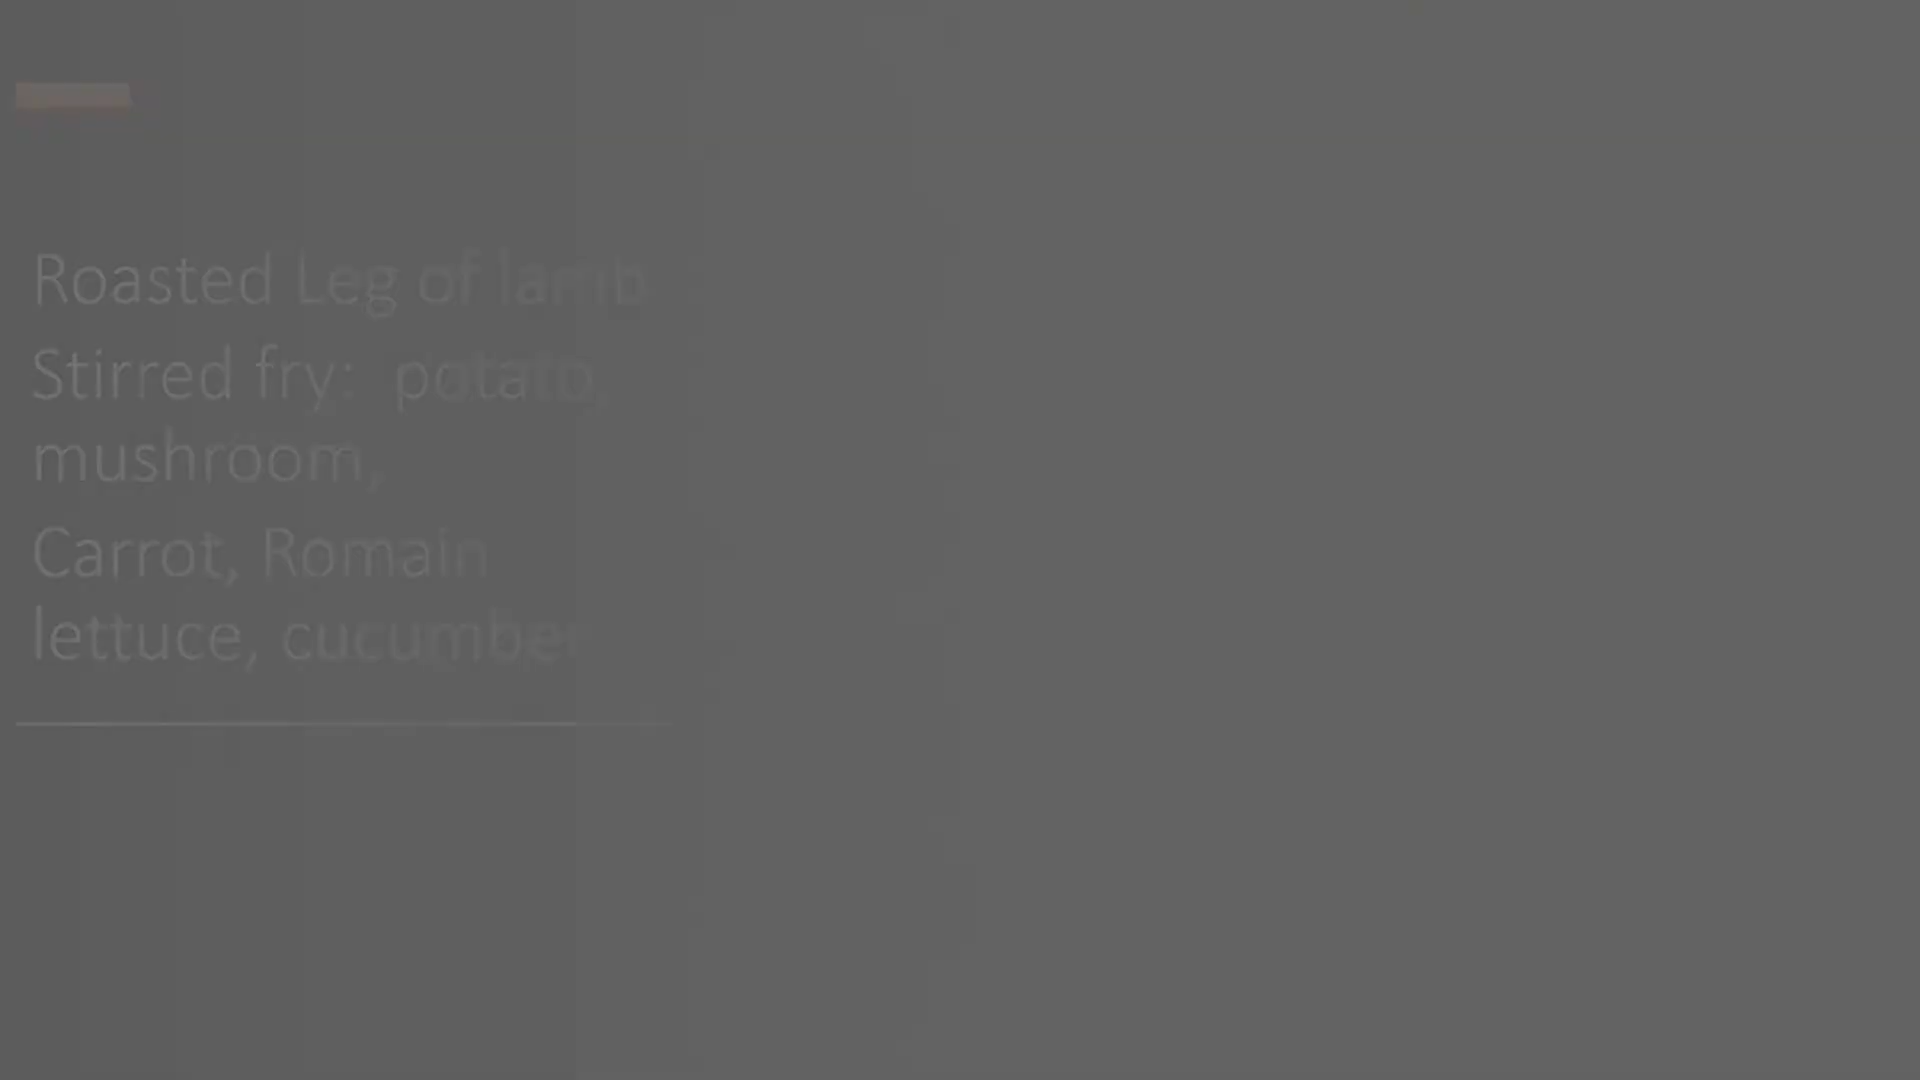 Roasted Leg of lamb
Stirred fry:  potato,
mushroom,
Carrot, Romain
lettuce, cucumber